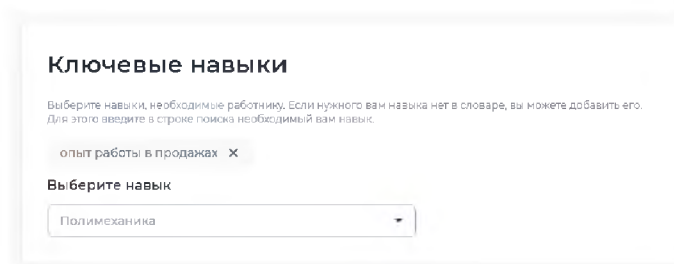 Ключевые навыки
Выберите навыки, необходимые работнику. Если нужного вам навыка нет в словаре, вы можете добавить его.
Для этого введите в строке поиска необходимый вам навык.
опыт работы в продажах ×
Выберите навык
Полимеханика